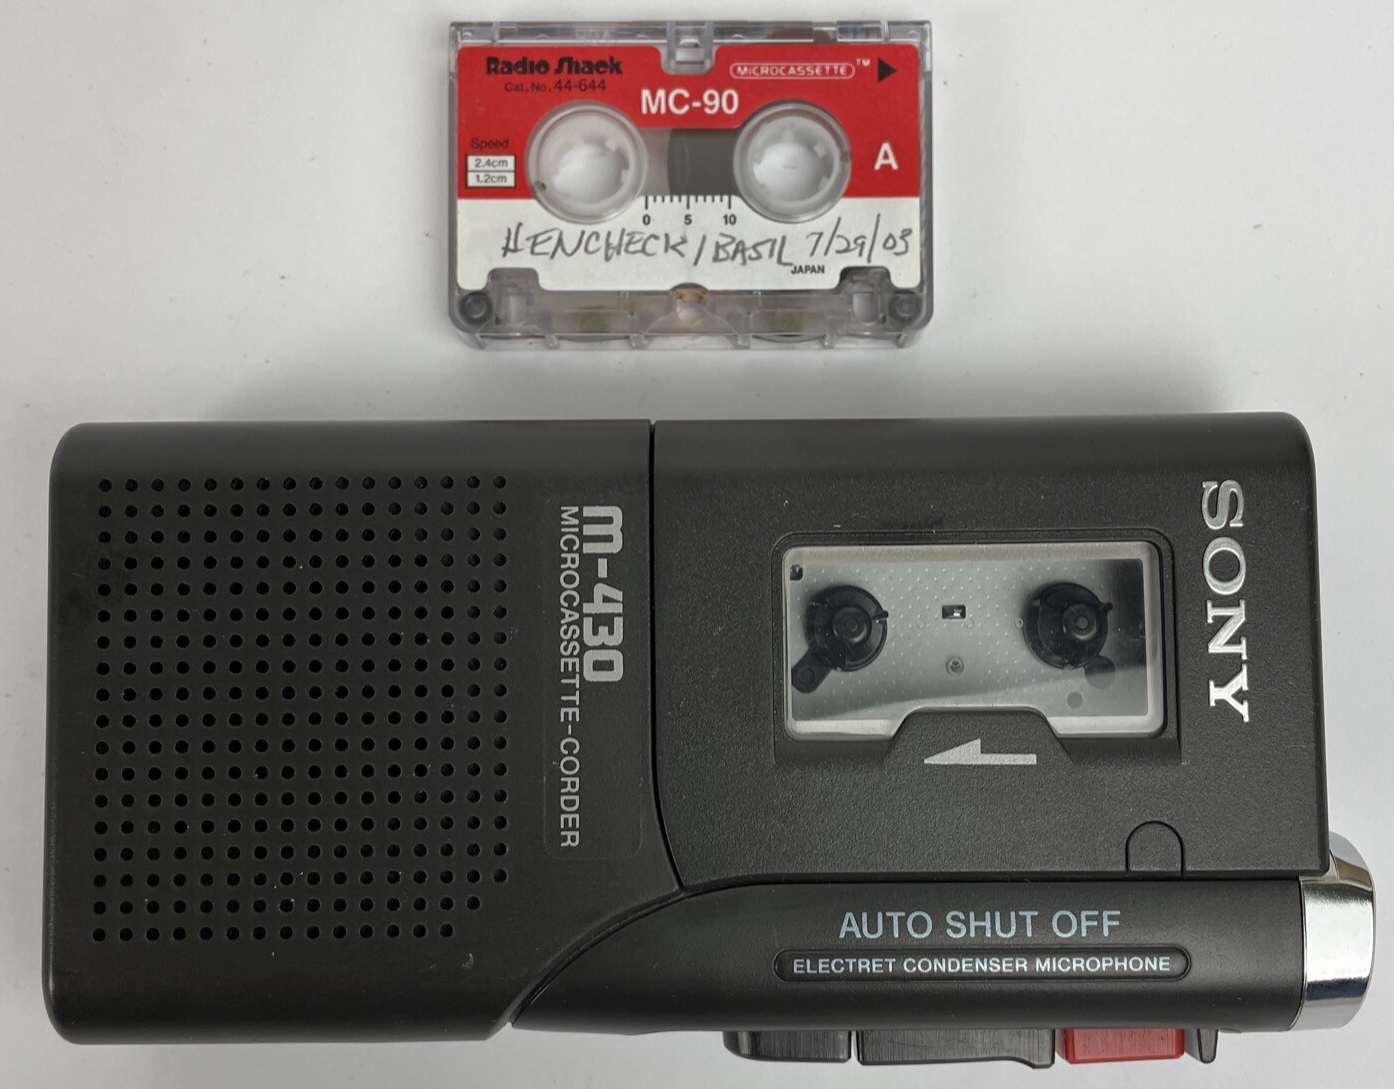 Radio Shack
Cat. No. 44-644
MICROCASSETTE™
MC-90
Speed
2.4cm
1.2cm
A
0 5 10
HENCHECK/BASIL 7/29/03
JAPAN
m-430
MICROCASSETTE-CORDER
SONY
AUTO SHUT OFF
ELECTRET CONDENSER MICROPHONE